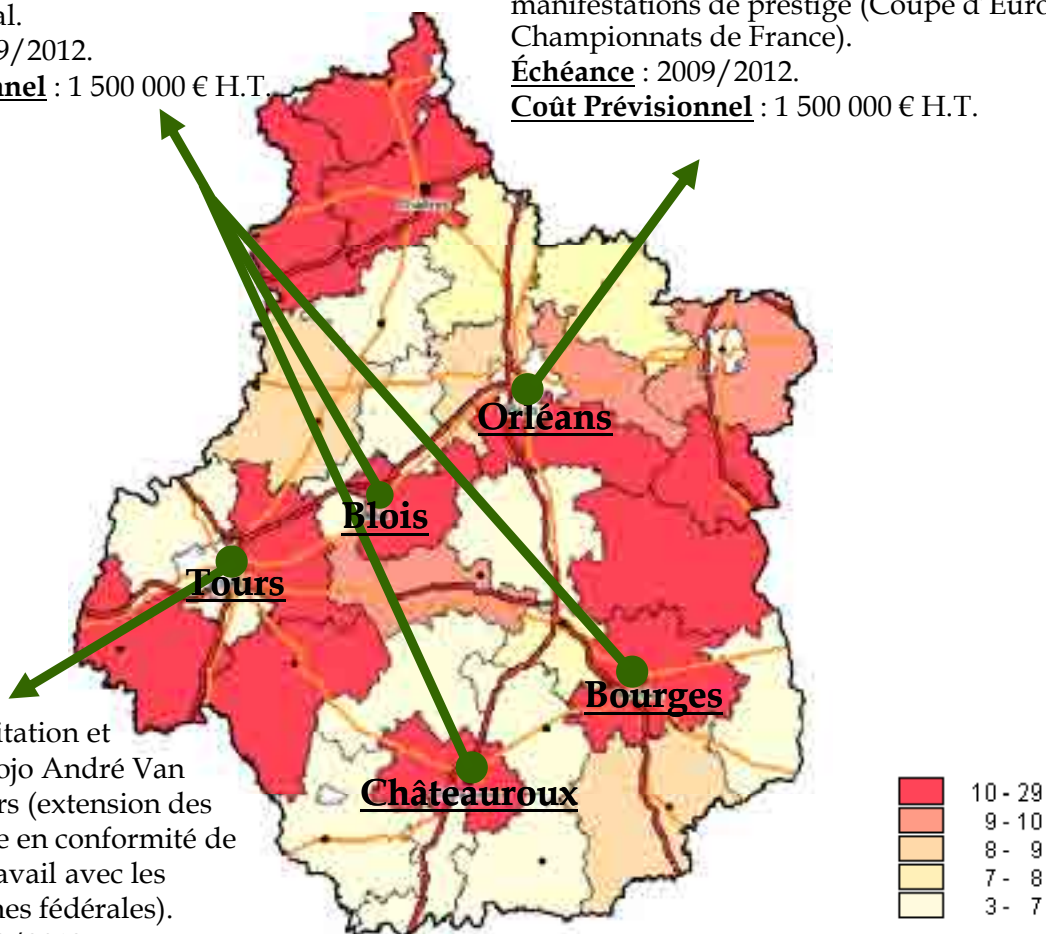 al.
9/2012.
nnel : 1 500 000 € H.T.
manifestations de prestige (Coupe d'Euro
Championnats de France).
Échéance : 2009/2012.
Coût Prévisionnel : 1 500 000 € H.T.
Chartres
Orléans
Blois
Tours
Bourges
Châteauroux
itation et
ojo André Van
rs (extension des
e en conformité de
avail avec les
nes fédérales).
10 - 29
9 - 10
8 - 9
7 - 8
3 - 7